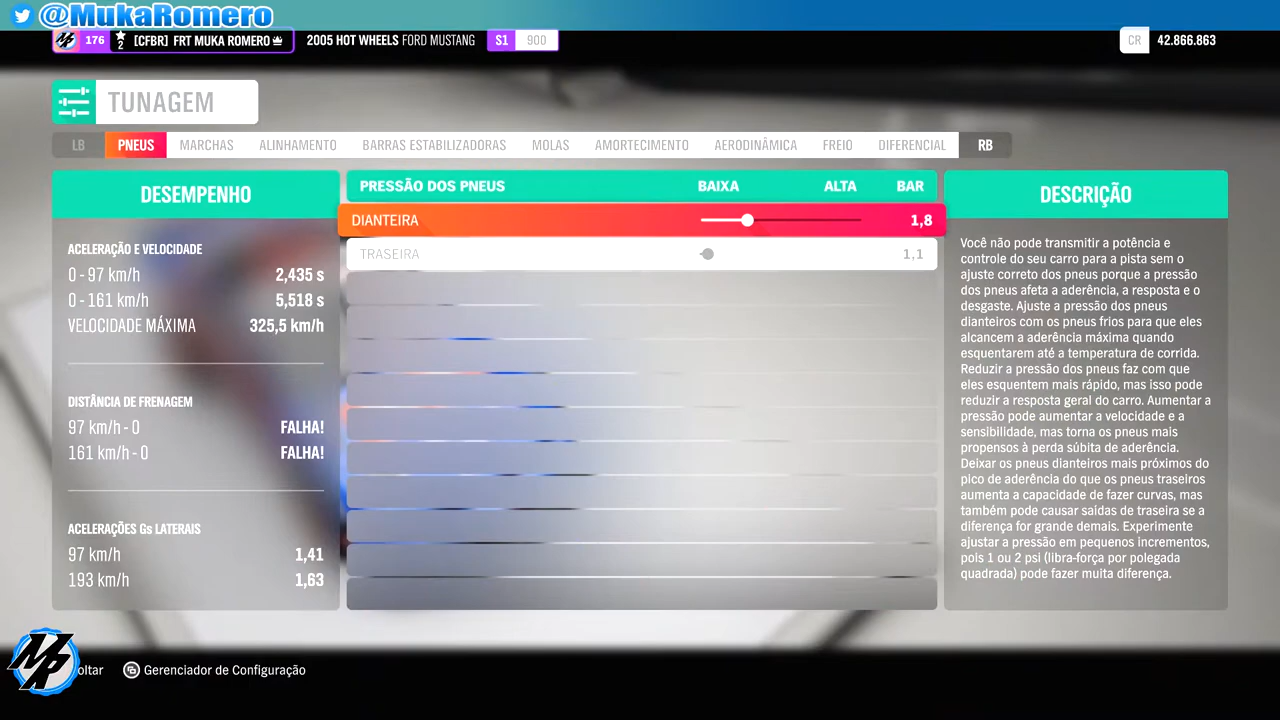 @MukaRomero
176 2 [CFBR] FRT MUKA ROMERO 2005 HOT WHEELS FORD MUSTANG S1 900 CR 42.866.863
TUNAGEM
LB PNEUS MARCHAS ALINHAMENTO BARRAS ESTABILIZADORAS MOLAS AMORTECIMENTO AERODINÂMICA FREIO DIFERENCIAL RB
DESEMPENHO
ACELERAÇÃO E VELOCIDADE
0 - 97 km/h 2,435 s
0 - 161 km/h 5,518 s
VELOCIDADE MÁXIMA 325,5 km/h
DISTÂNCIA DE FRENAGEM
97 km/h - 0 FALHA!
161 km/h - 0 FALHA!
ACELERAÇÕES Gs LATERAIS
97 km/h 1,41
193 km/h 1,63
PRESSÃO DOS PNEUS BAIXA ALTA BAR
DIANTEIRA 1,8
TRASEIRA 1,1
DESCRIÇÃO
Você não pode transmitir a potência e
controle do seu carro para a pista sem o
ajuste correto dos pneus porque a pressão
dos pneus afeta a aderência, a resposta e o
desgaste. Ajuste a pressão dos pneus
dianteiros com os pneus frios para que eles
alcancem a aderência máxima quando
esquentarem até a temperatura de corrida.
Reduzir a pressão dos pneus faz com que
eles esquentem mais rápido, mas isso pode
reduzir a resposta geral do carro. Aumentar a
pressão pode aumentar a velocidade e a
sensibilidade, mas torna os pneus mais
propensos à perda súbita de aderência.
Deixar os pneus dianteiros mais próximos do
pico de aderência do que os pneus traseiros
aumenta a capacidade de fazer curvas, mas
também pode causar saídas de traseira se a
diferença for grande demais. Experimente
ajustar a pressão em pequenos incrementos,
pois 1 ou 2 psi (libra-força por polegada
quadrada) pode fazer muita diferença.
oltar Gerenciador de Configuração